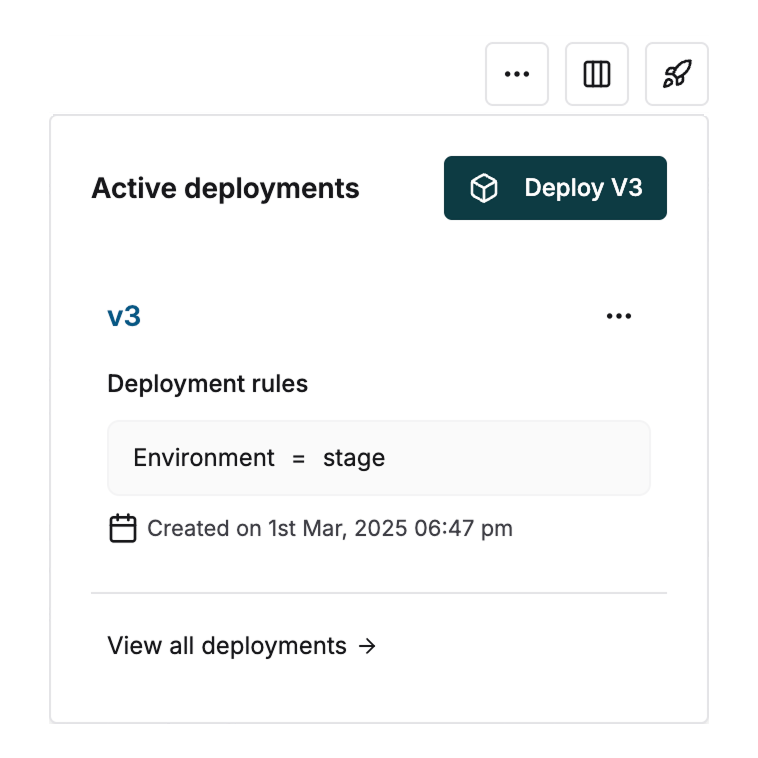 Active deployments
Deploy V3
v3
Deployment rules
Environment = stage
Created on 1st Mar, 2025 06:47 pm
View all deployments →